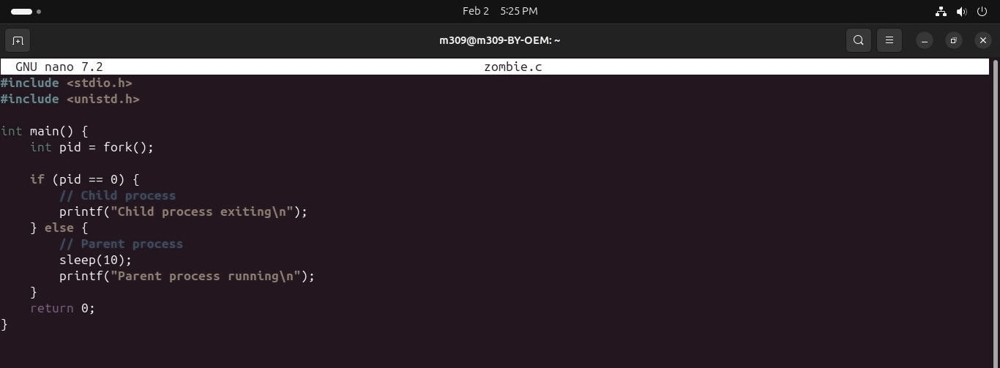 Feb 2 5:25 PM
m309@m309-BY-OEM: ~
GNU nano 7.2 zombie.c
#include <stdio.h>
#include <unistd.h>
int main() {
    int pid = fork();
    if (pid == 0) {
        // Child process
        printf("Child process exiting\n");
    } else {
        // Parent process
        sleep(10);
        printf("Parent process running\n");
    }
    return 0;
}